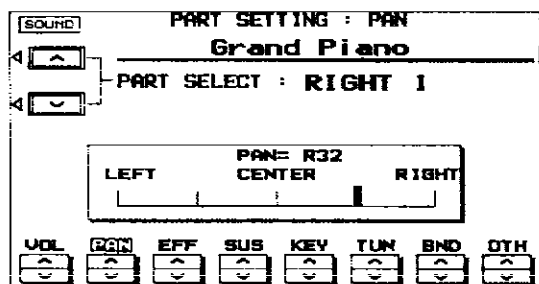 SOUND
PART SETTING : PAN
Grand Piano
PART SELECT : RIGHT 1
PAN= R32
LEFT CENTER RIGHT
VOL PAN EFF SUS KEY TUN BND OTH